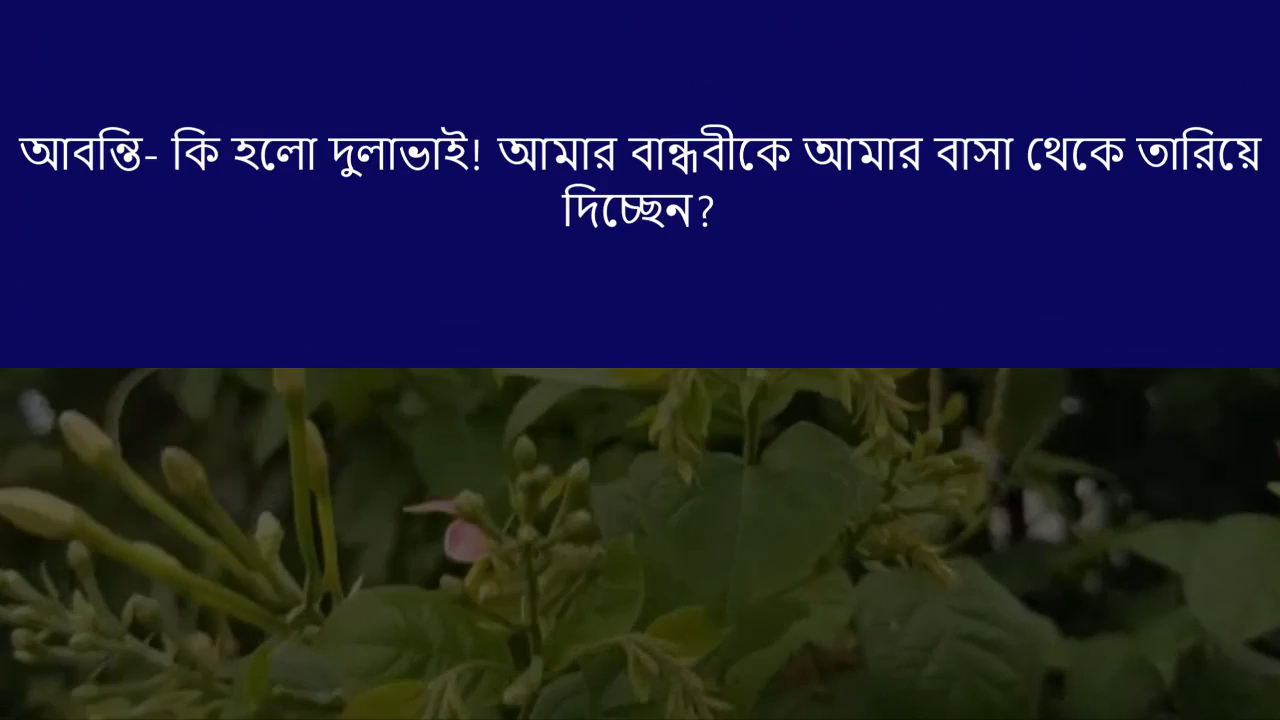 আবন্তি- কি হলো দুলাভাই! আমার বান্ধবীকে আমার বাসা থেকে তারিয়ে
দিচ্ছেন?